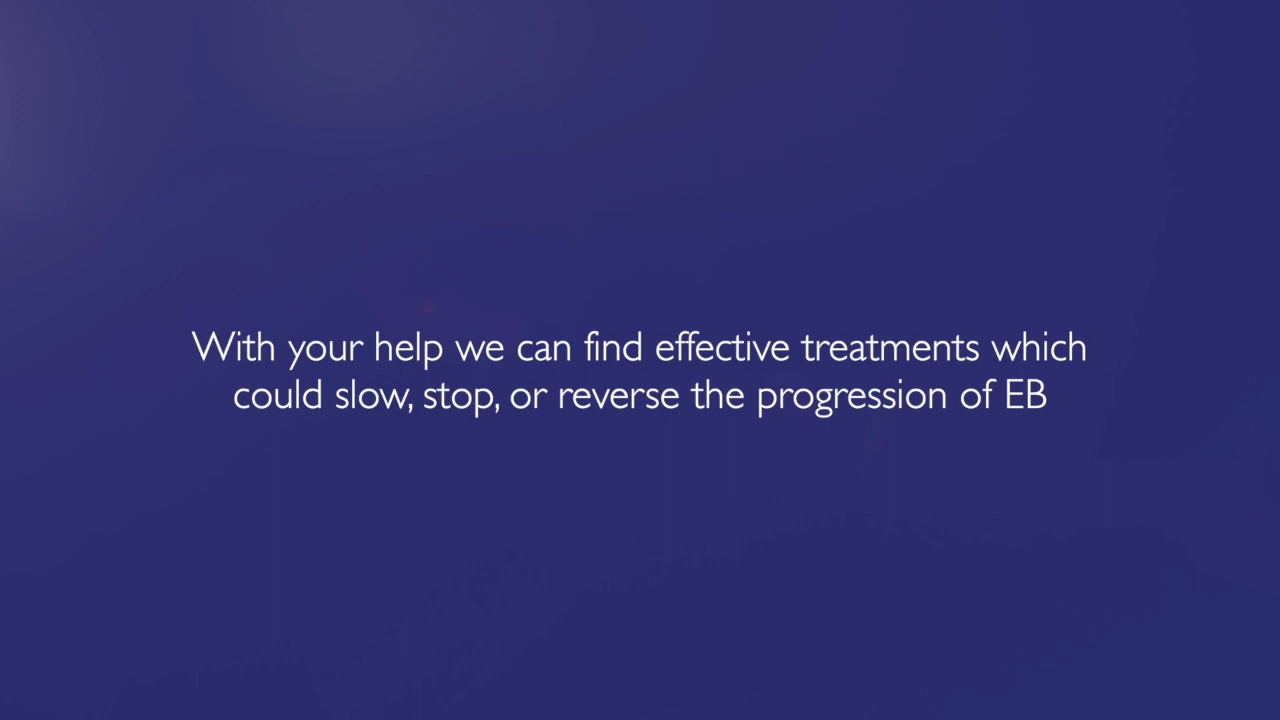 With your help we can find effective treatments which
could slow, stop, or reverse the progression of EB